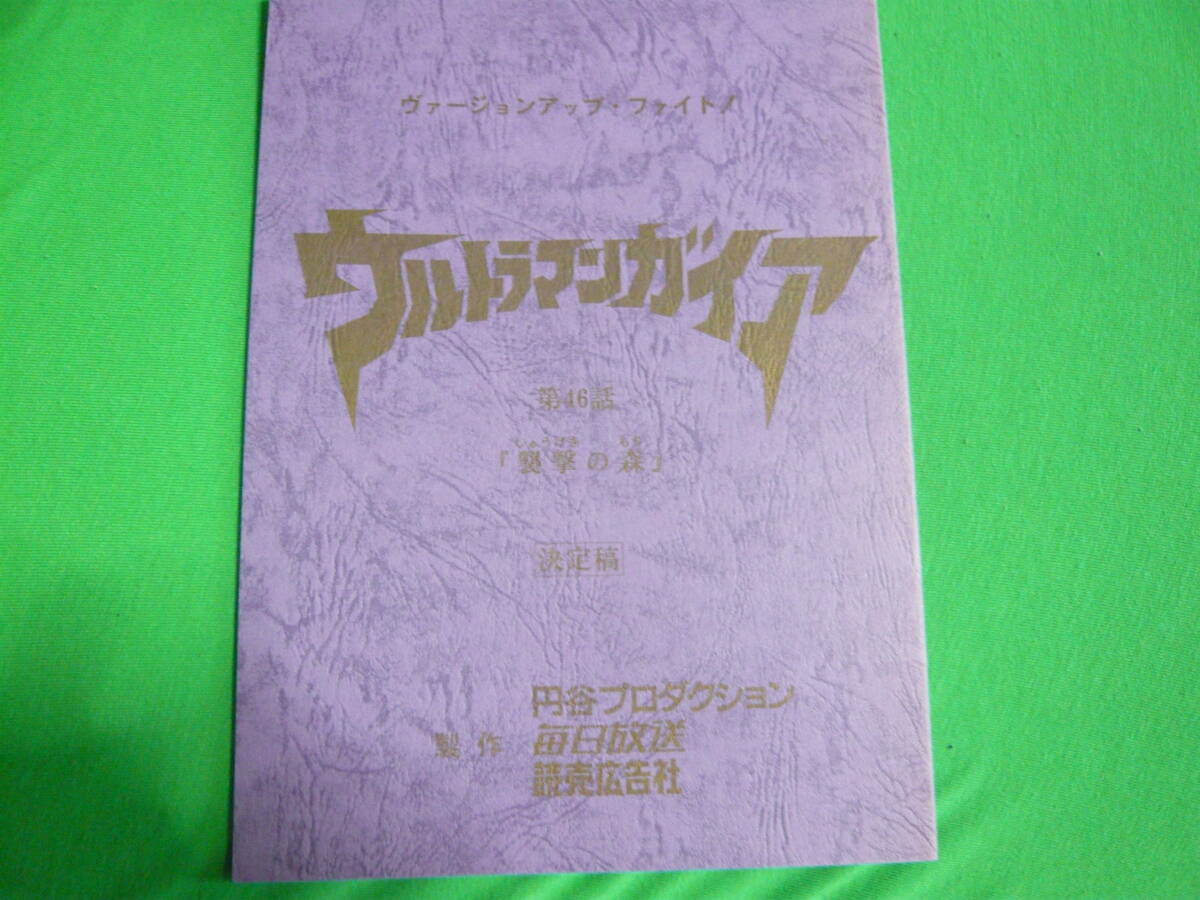 ヴァージョンアップ・ファイト!
ウルトラマンガイア
第46話
しゅうげき もり
「襲撃の森」
決定稿
製作
円谷プロダクション
毎日放送
読売広告社